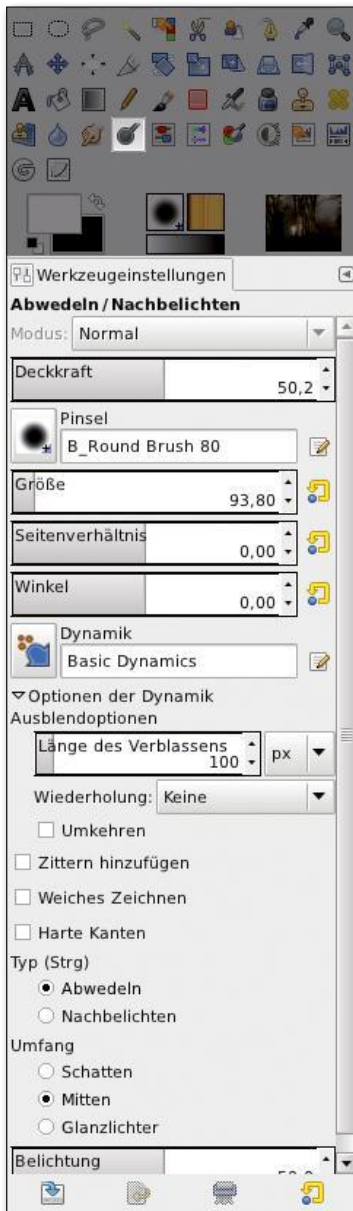 Werkzeugeinstellungen
Abwedeln / Nachbelichten
Modus: Normal
Deckkraft
50,2
Pinsel
B_Round Brush 80
Größe
93,80
Seitenverhältnis
0,00
Winkel
0,00
Dynamik
Basic Dynamics
Optionen der Dynamik
Ausblendoptionen
Länge des Verblassens
100 px
Wiederholung: Keine
Umkehren
Zittern hinzufügen
Weiches Zeichnen
Harte Kanten
Typ (Strg)
Abwedeln
Nachbelichten
Umfang
Schatten
Mitten
Glanzlichter
Belichtung